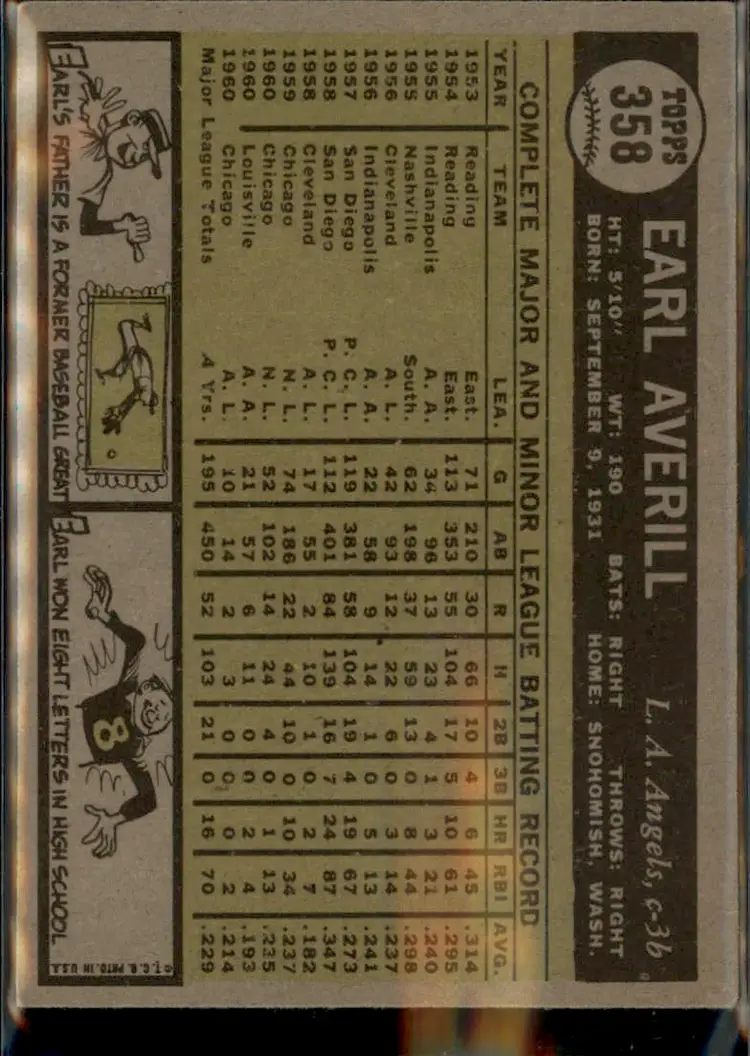 TOPPS
358
EARL AVERILL L. A. Angels, c-3b
HT: 5'10" WT: 190 BATS: RIGHT THROWS: RIGHT
BORN: SEPTEMBER 9, 1931 HOME: SNOHOMISH, WASH.
COMPLETE MAJOR AND MINOR LEAGUE BATTING RECORD
YEAR TEAM LEA. G AB R H 2B 3B HR RBI AVG.
1953 Reading East. 71 210 30 66 10 4 6 45 .314
1954 Reading East. 113 353 55 104 17 5 10 61 .295
1955 Indianapolis A. A. 34 96 13 23 4 1 3 21 .240
1955 Nashville South. 62 198 37 59 13 0 8 44 .298
1956 Cleveland A. L. 42 93 12 22 6 0 3 14 .237
1956 Indianapolis A. A. 22 58 9 14 1 0 5 13 .241
1957 San Diego P. C. L. 119 381 58 104 19 4 19 67 .273
1958 San Diego P. C. L. 112 401 84 139 16 7 24 87 .347
1958 Cleveland A. L. 17 55 2 10 1 0 2 7 .182
1959 Chicago N. L. 74 186 22 44 10 0 10 34 .237
1960 Chicago N. L. 52 102 14 24 4 0 1 13 .235
1960 Louisville A. A. 21 57 6 11 0 0 2 4 .193
1960 Chicago A. L. 10 14 2 3 0 0 0 2 .214
Major League Totals 4 Yrs. 195 450 52 103 21 0 16 70 .229
EARL'S FATHER IS A FORMER BASEBALL GREAT
8
EARL WON EIGHT LETTERS IN HIGH SCHOOL
©T.C.G. PRTD. IN U.S.A.